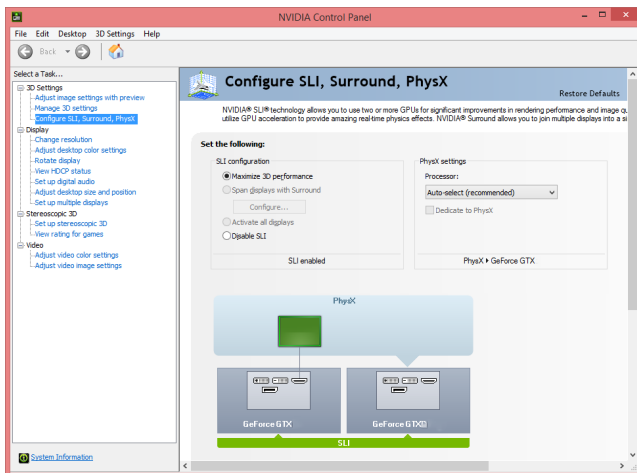 NVIDIA Control Panel
File Edit Desktop 3D Settings Help
Back
Select a Task...
3D Settings
Adjust image settings with preview
Manage 3D settings
Configure SLI, Surround, PhysX
Display
Change resolution
Adjust desktop color settings
Rotate display
View HDCP status
Set up digital audio
Adjust desktop size and position
Set up multiple displays
Stereoscopic 3D
Set up stereoscopic 3D
View rating for games
Video
Adjust video color settings
Adjust video image settings
System Information
Configure SLI, Surround, PhysX
Restore Defaults
NVIDIA® SLI® technology allows you to use two or more GPUs for significant improvements in rendering performance and image qu
utilize GPU acceleration to provide amazing real-time physics effects. NVIDIA® Surround allows you to join multiple displays into a si
Set the following:
SLI configuration
Maximize 3D performance
Span displays with Surround
Configure...
Activate all displays
Disable SLI
SLI enabled
PhysX settings
Processor:
Auto-select (recommended)
Dedicate to PhysX
PhysX GeForce GTX
PhysX
GeForce GTX
GeForce GTX
SLI